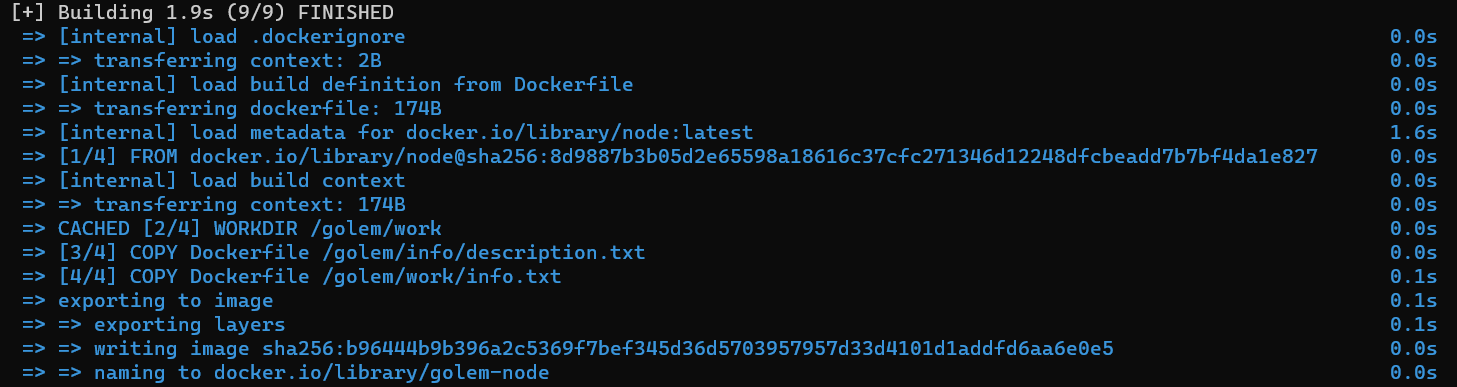 [+] Building 1.9s (9/9) FINISHED
=> [internal] load .dockerignore 0.0s
=> => transferring context: 2B 0.0s
=> [internal] load build definition from Dockerfile 0.0s
=> => transferring dockerfile: 174B 0.0s
=> [internal] load metadata for docker.io/library/node:latest 1.6s
=> [1/4] FROM docker.io/library/node@sha256:8d9887b3b05d2e65598a18616c37cfc271346d12248dfcbeadd7b7bf4da1e827 0.0s
=> [internal] load build context 0.0s
=> => transferring context: 174B 0.0s
=> CACHED [2/4] WORKDIR /golem/work 0.0s
=> [3/4] COPY Dockerfile /golem/info/description.txt 0.0s
=> [4/4] COPY Dockerfile /golem/work/info.txt 0.1s
=> exporting to image 0.1s
=> => exporting layers 0.1s
=> => writing image sha256:b96444b9b396a2c5369f7bef345d36d5703957957d33d4101d1addfd6aa6e0e5 0.0s
=> => naming to docker.io/library/golem-node 0.0s